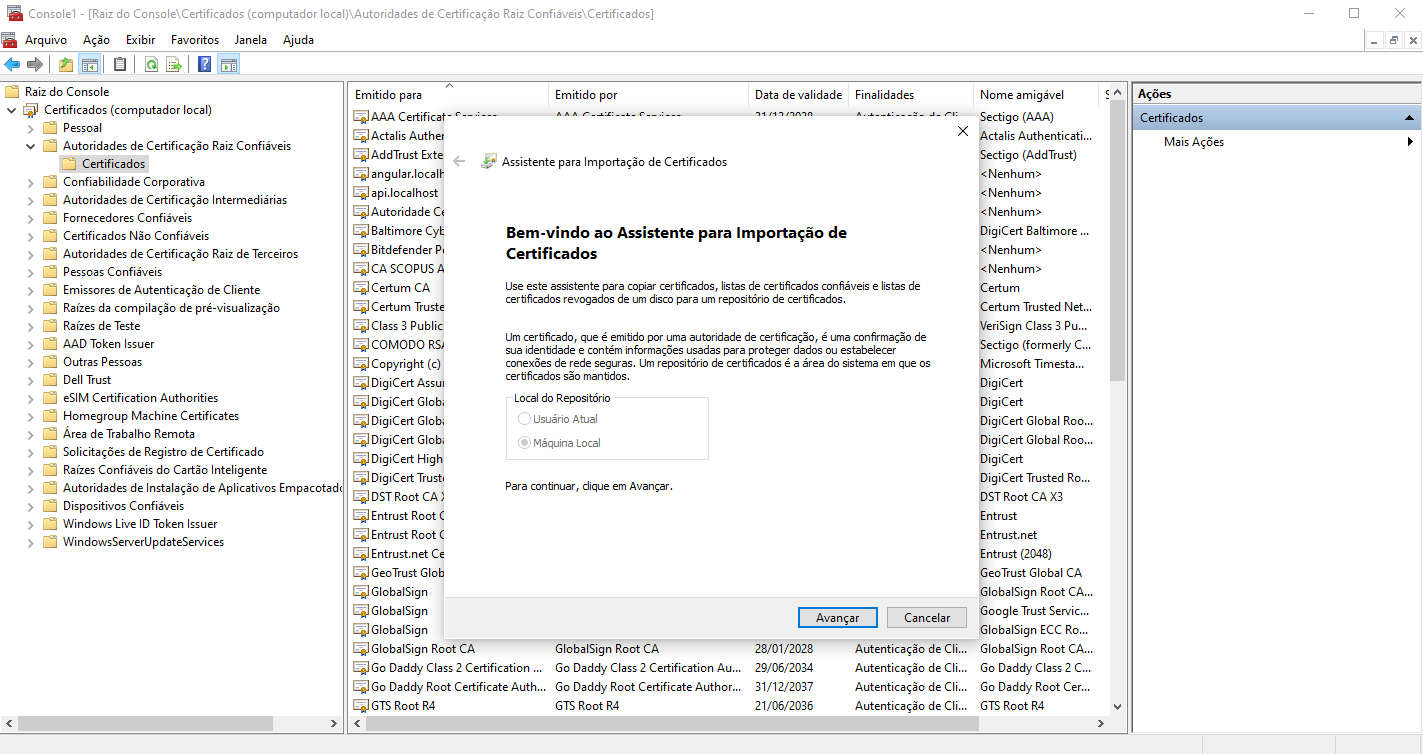 Console1 - [Raiz do Console\Certificados (computador local)\Autoridades de Certificação Raiz Confiáveis\Certificados]
Arquivo Ação Exibir Favoritos Janela Ajuda
Raiz do Console
Certificados (computador local)
Pessoal
Autoridades de Certificação Raiz Confiáveis
Certificados
Confiabilidade Corporativa
Autoridades de Certificação Intermediárias
Fornecedores Confiáveis
Certificados Não Confiáveis
Autoridades de Certificação Raiz de Terceiros
Pessoas Confiáveis
Emissores de Autenticação de Cliente
Raízes da compilação de pré-visualização
Raízes de Teste
AAD Token Issuer
Outras Pessoas
Dell Trust
eSIM Certification Authorities
Homegroup Machine Certificates
Área de Trabalho Remota
Solicitações de Registro de Certificado
Raízes Confiáveis do Cartão Inteligente
Autoridades de Instalação de Aplicativos Empacotado
Dispositivos Confiáveis
Windows Live ID Token Issuer
WindowsServerUpdateServices
Emitido para Emitido por Data de validade Finalidades Nome amigável
AAA Certificate Services AAA Certificate Services 31/12/2028 Autenticação de Cli... Sectigo (AAA)
Actalis Authe Actalis Authenticati...
AddTrust Exte Sectigo (AddTrust)
angular.localh <Nenhum>
api.localhost <Nenhum>
Autoridade Ce <Nenhum>
Baltimore Cyb DigiCert Baltimore ...
Bitdefender Pe <Nenhum>
CA SCOPUS A <Nenhum>
Certum CA Certum
Certum Truste Certum Trusted Net...
Class 3 Public VeriSign Class 3 Pu...
COMODO RSA Sectigo (formerly C...
Copyright (c) Microsoft Timesta...
DigiCert Assur DigiCert
DigiCert Globa DigiCert
DigiCert Globa DigiCert Global Roo...
DigiCert Globa DigiCert Global Roo...
DigiCert High DigiCert
DigiCert Trust DigiCert Trusted Ro...
DST Root CA X DST Root CA X3
Entrust Root C Entrust
Entrust Root C Entrust.net
Entrust.net Ce Entrust (2048)
GeoTrust Glob GeoTrust Global CA
GlobalSign GlobalSign Root CA...
GlobalSign Google Trust Servic...
GlobalSign GlobalSign ECC Ro...
GlobalSign Root CA GlobalSign Root CA 28/01/2028 Autenticação de Cli... GlobalSign Root CA...
Go Daddy Class 2 Certification ... Go Daddy Class 2 Certification Au... 29/06/2034 Autenticação de Cli... Go Daddy Class 2 C...
Go Daddy Root Certificate Auth... Go Daddy Root Certificate Author... 31/12/2037 Autenticação de Cli... Go Daddy Root Cer...
GTS Root R4 GTS Root R4 21/06/2036 Autenticação de Cli... GTS Root R4
Assistente para Importação de Certificados
Bem-vindo ao Assistente para Importação de
Certificados
Use este assistente para copiar certificados, listas de certificados confiáveis e listas de
certificados revogados de um disco para um repositório de certificados.
Um certificado, que é emitido por uma autoridade de certificação, é uma confirmação de
sua identidade e contém informações usadas para proteger dados ou estabelecer
conexões de rede seguras. Um repositório de certificados é a área do sistema em que os
certificados são mantidos.
Local do Repositório
Usuário Atual
Máquina Local
Para continuar, clique em Avançar.
Avançar Cancelar
Ações
Certificados
Mais Ações